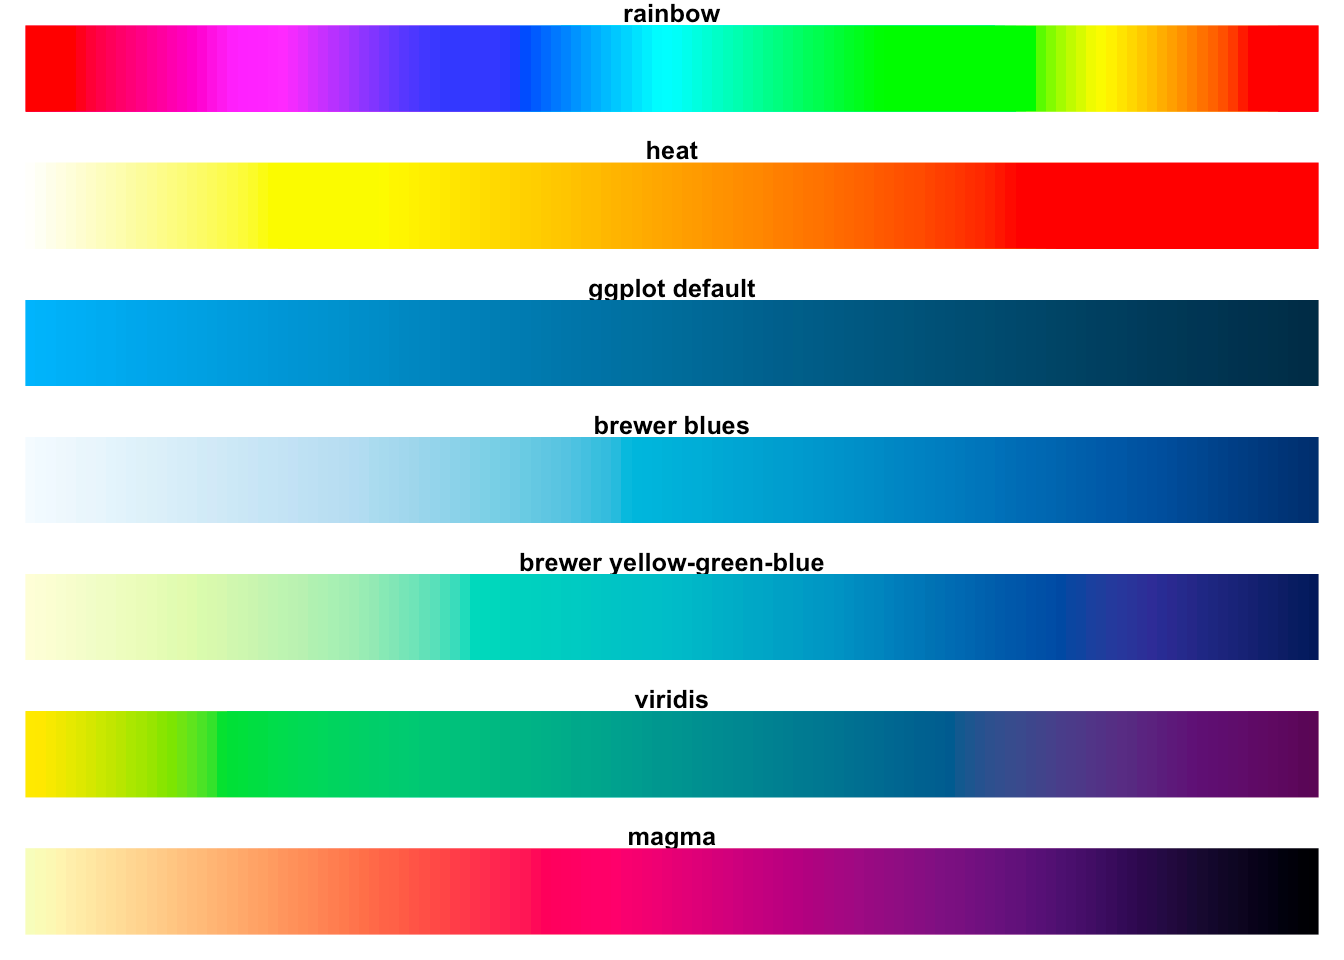 rainbow
heat
ggplot default
brewer blues
brewer yellow-green-blue
viridis
magma